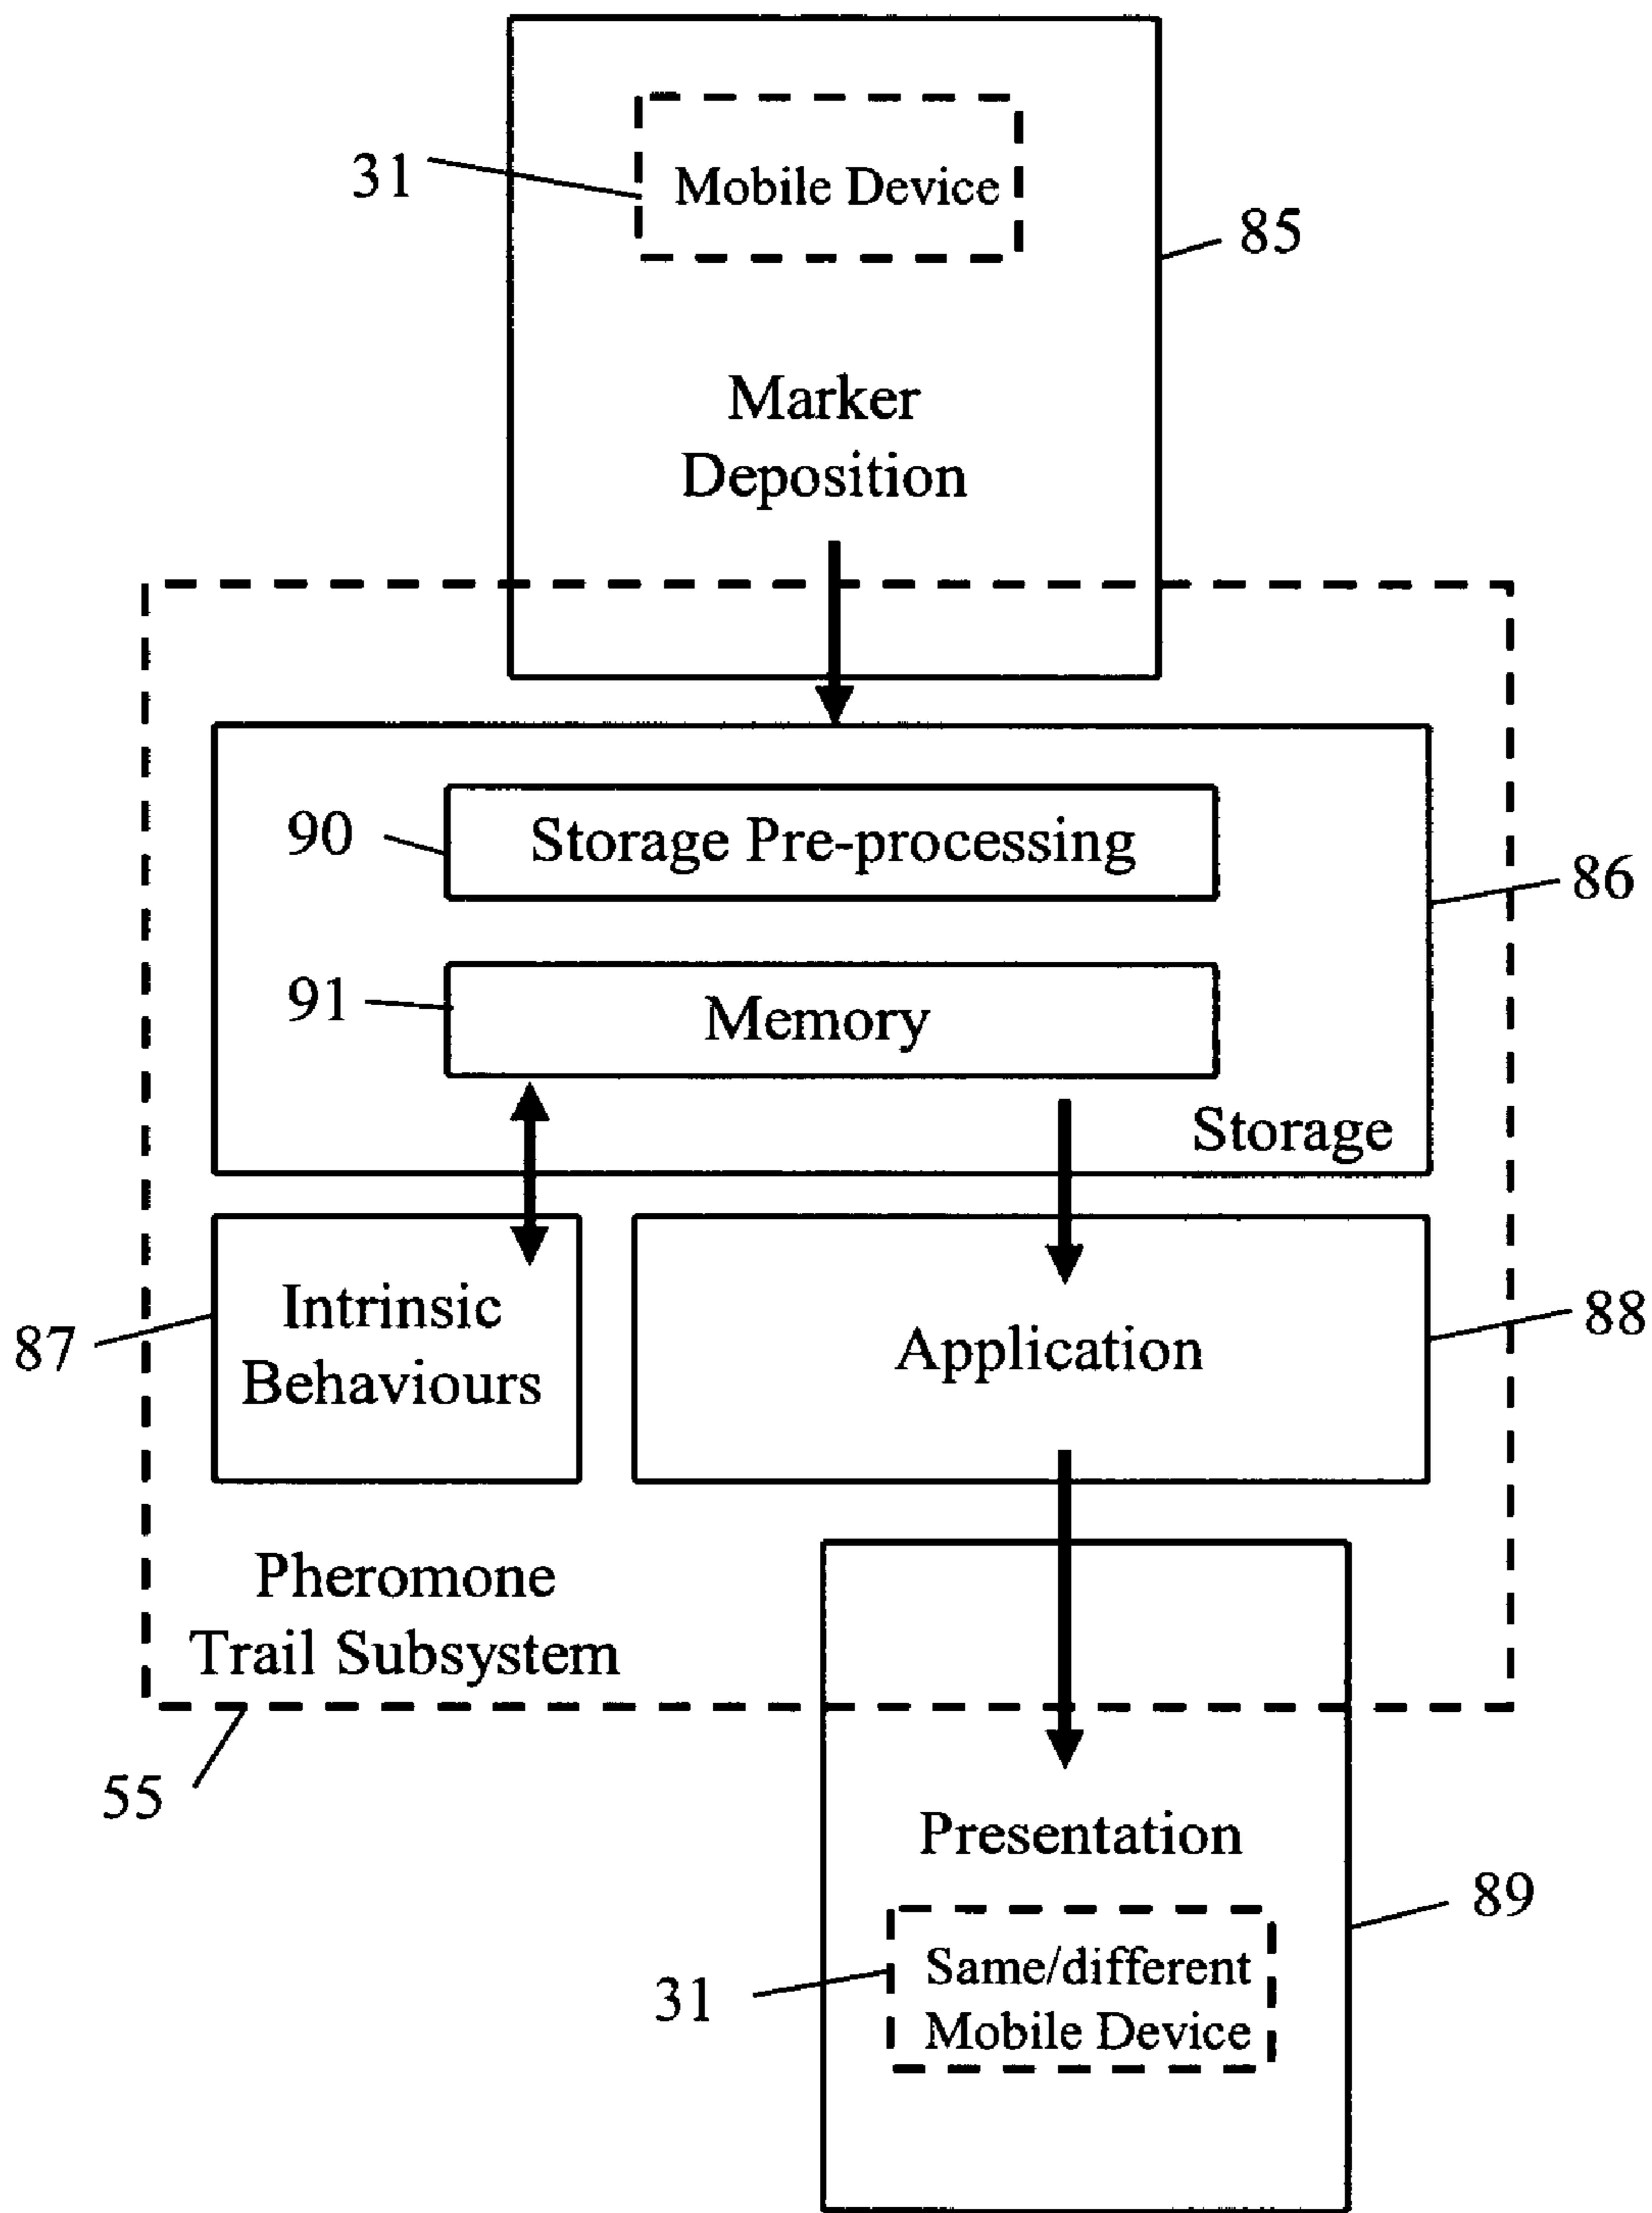 31
Mobile Device
85
Marker
Deposition
90
Storage Pre-processing
86
91
Memory
Storage
87
Intrinsic
Behaviours
Application
88
Pheromone
Trail Subsystem
55
Presentation
89
31
Same/different
Mobile Device